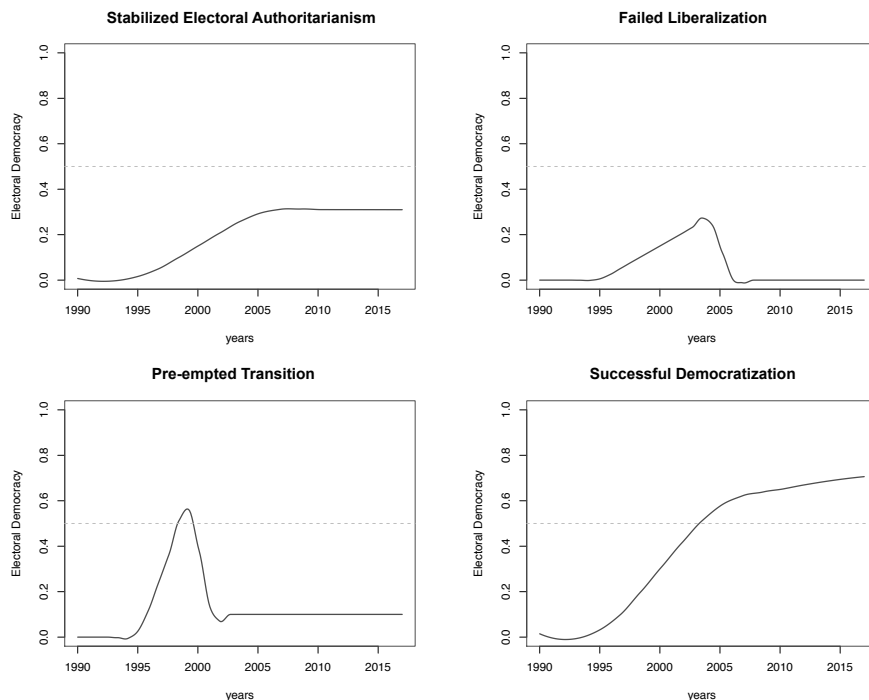 Stabilized Electoral Authoritarianism
Electoral Democracy
1.0
0.8
0.6
0.4
0.2
0.0
1990 1995 2000 2005 2010 2015
years
Failed Liberalization
Electoral Democracy
1.0
0.8
0.6
0.4
0.2
0.0
1990 1995 2000 2005 2010 2015
years
Pre-empted Transition
Electoral Democracy
1.0
0.8
0.6
0.4
0.2
0.0
1990 1995 2000 2005 2010 2015
years
Successful Democratization
Electoral Democracy
1.0
0.8
0.6
0.4
0.2
0.0
1990 1995 2000 2005 2010 2015
years